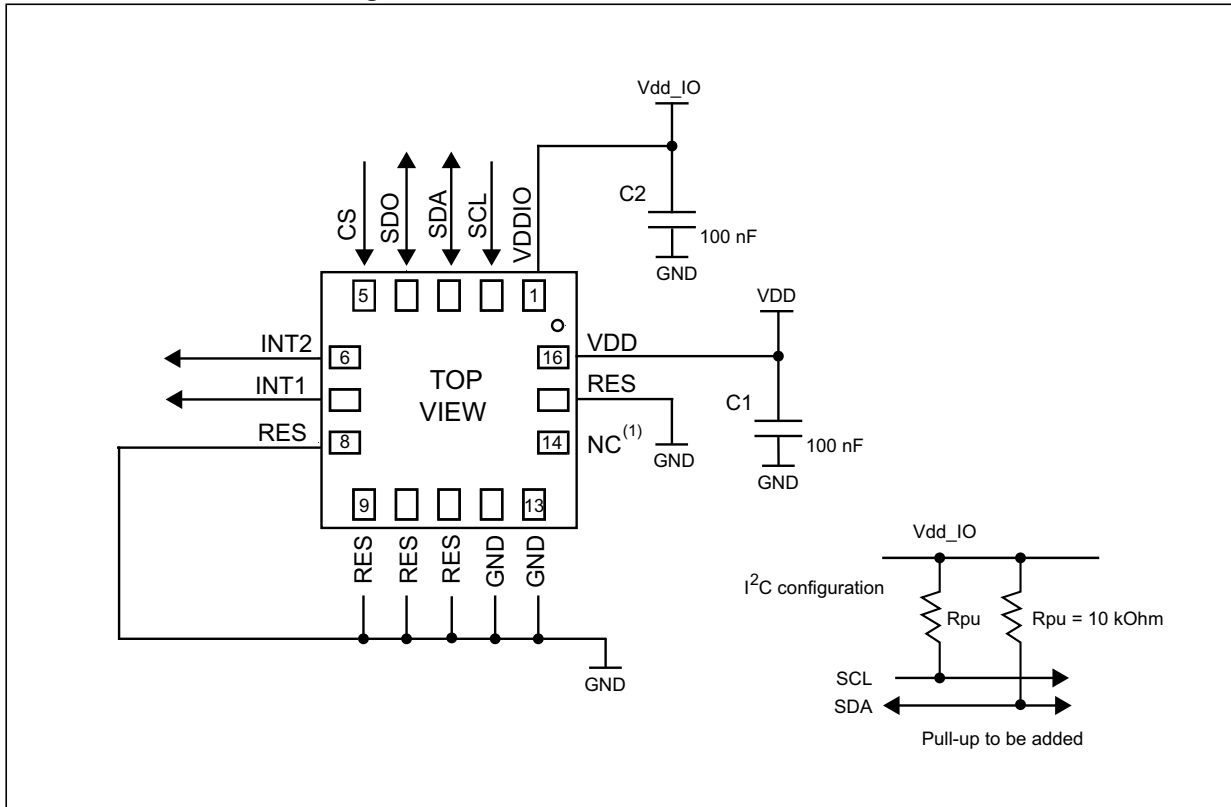 Vdd_IO
CS
SDO
SDA
SCL
VDDIO
C2
100 nF
GND
5
1
VDD
INT2
6
16
VDD
INT1
TOP
VIEW
RES
C1
RES
8
14
NC(1)
GND
100 nF
GND
9
13
RES
RES
RES
GND
GND
GND
Vdd_IO
I2C configuration
Rpu
Rpu = 10 kOhm
SCL
SDA
Pull-up to be added